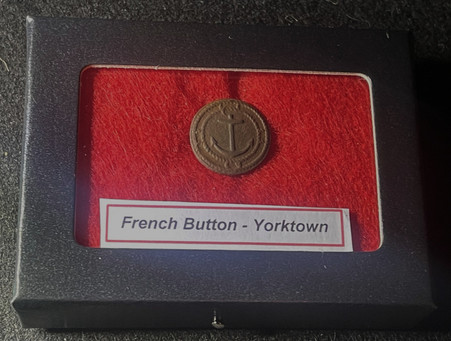 French Button - Yorktown